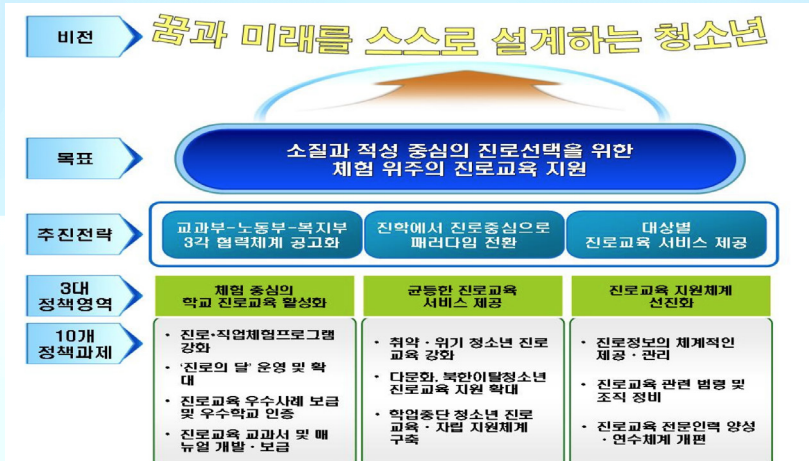 비전
꿈과 미래를 스스로 설계하는 청소년
목표
소질과 적성 중심의 진로선택을 위한
체험 위주의 진로교육 지원
추진전략
교과부-노동부-복지부
3각 협력체계 공고화
진학에서 진로중심으로
패러다임 전환
대상별
진로교육 서비스 제공
3대
정책영역
체험 중심의
학교 진로교육 활성화
균등한 진로교육
서비스 제공
진로교육 지원체계
선진화
10개
정책과제
• 진로•직업체험프로그램
강화
• '진로의 달' 운영 및 확
대
• 진로교육 우수사례 보급
및 우수학교 인증
• 진로교육 교과서 및 매
뉴얼 개발·보급
• 취약·위기 청소년 진로
교육 강화
• 다문화, 북한이탈청소년
진로교육 지원 확대
• 학업중단 청소년 진로
교육·자립 지원체계
구축
• 진로정보의 체계적인
제공·관리
• 진로교육 관련 법령 및
조직 정비
• 진로교육 전문인력 양성
·연수체계 개편